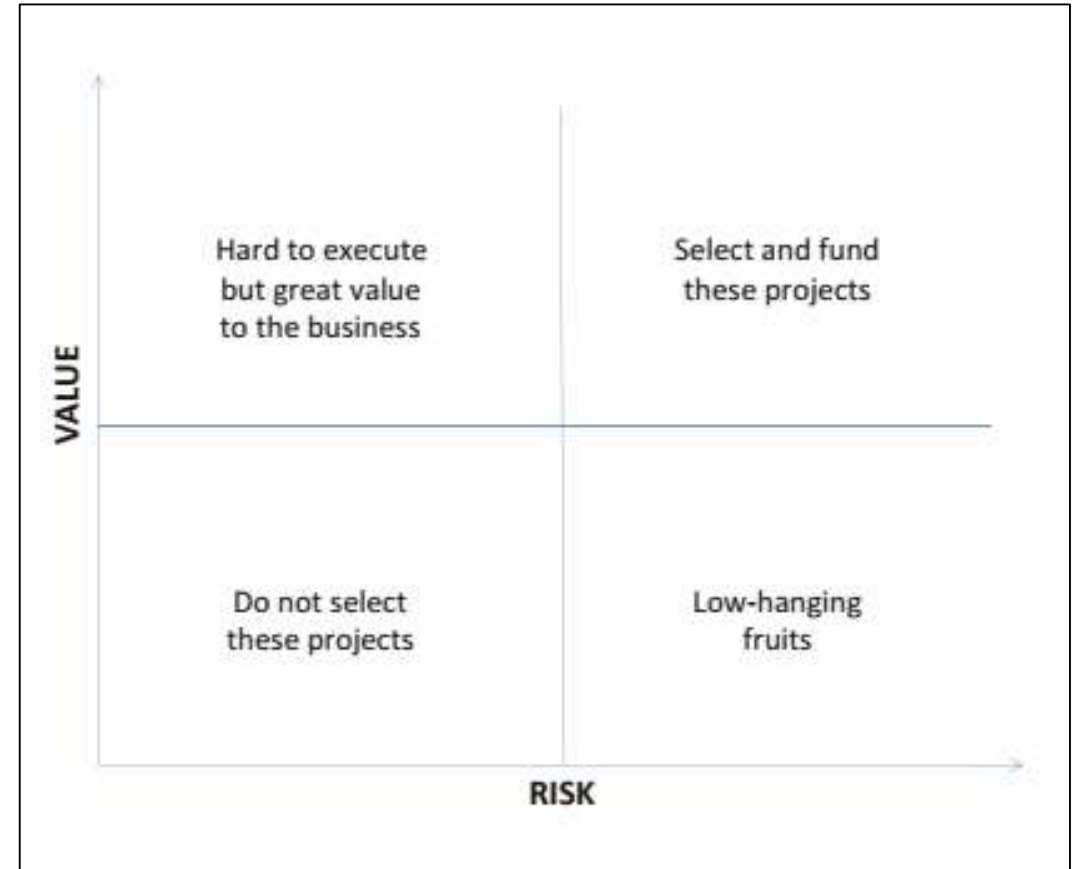 Hard to execute
but great value
to the business
Select and fund
these projects
VALUE
Do not select
these projects
Low-hanging
fruits
RISK